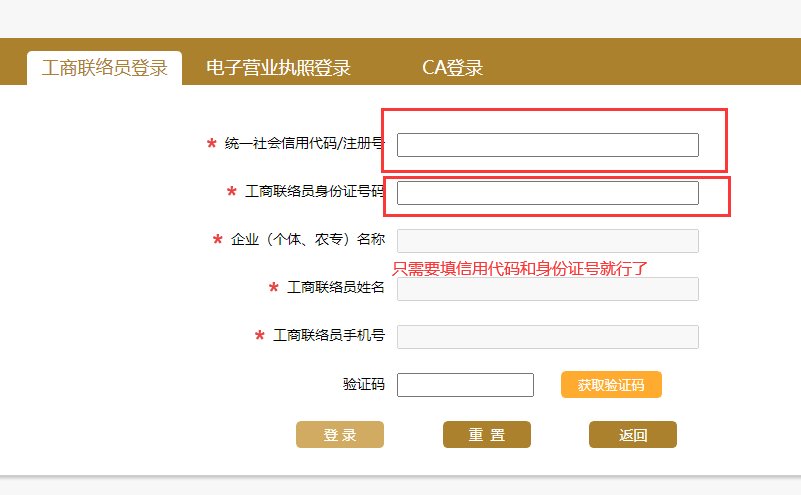 工商联络员登录 电子营业执照登录 CA登录
* 统一社会信用代码/注册号
* 工商联络员身份证号码
* 企业（个体、农专）名称
只需要填信用代码和身份证号就行了
* 工商联络员姓名
* 工商联络员手机号
验证码 获取验证码
登 录 重 置 返回